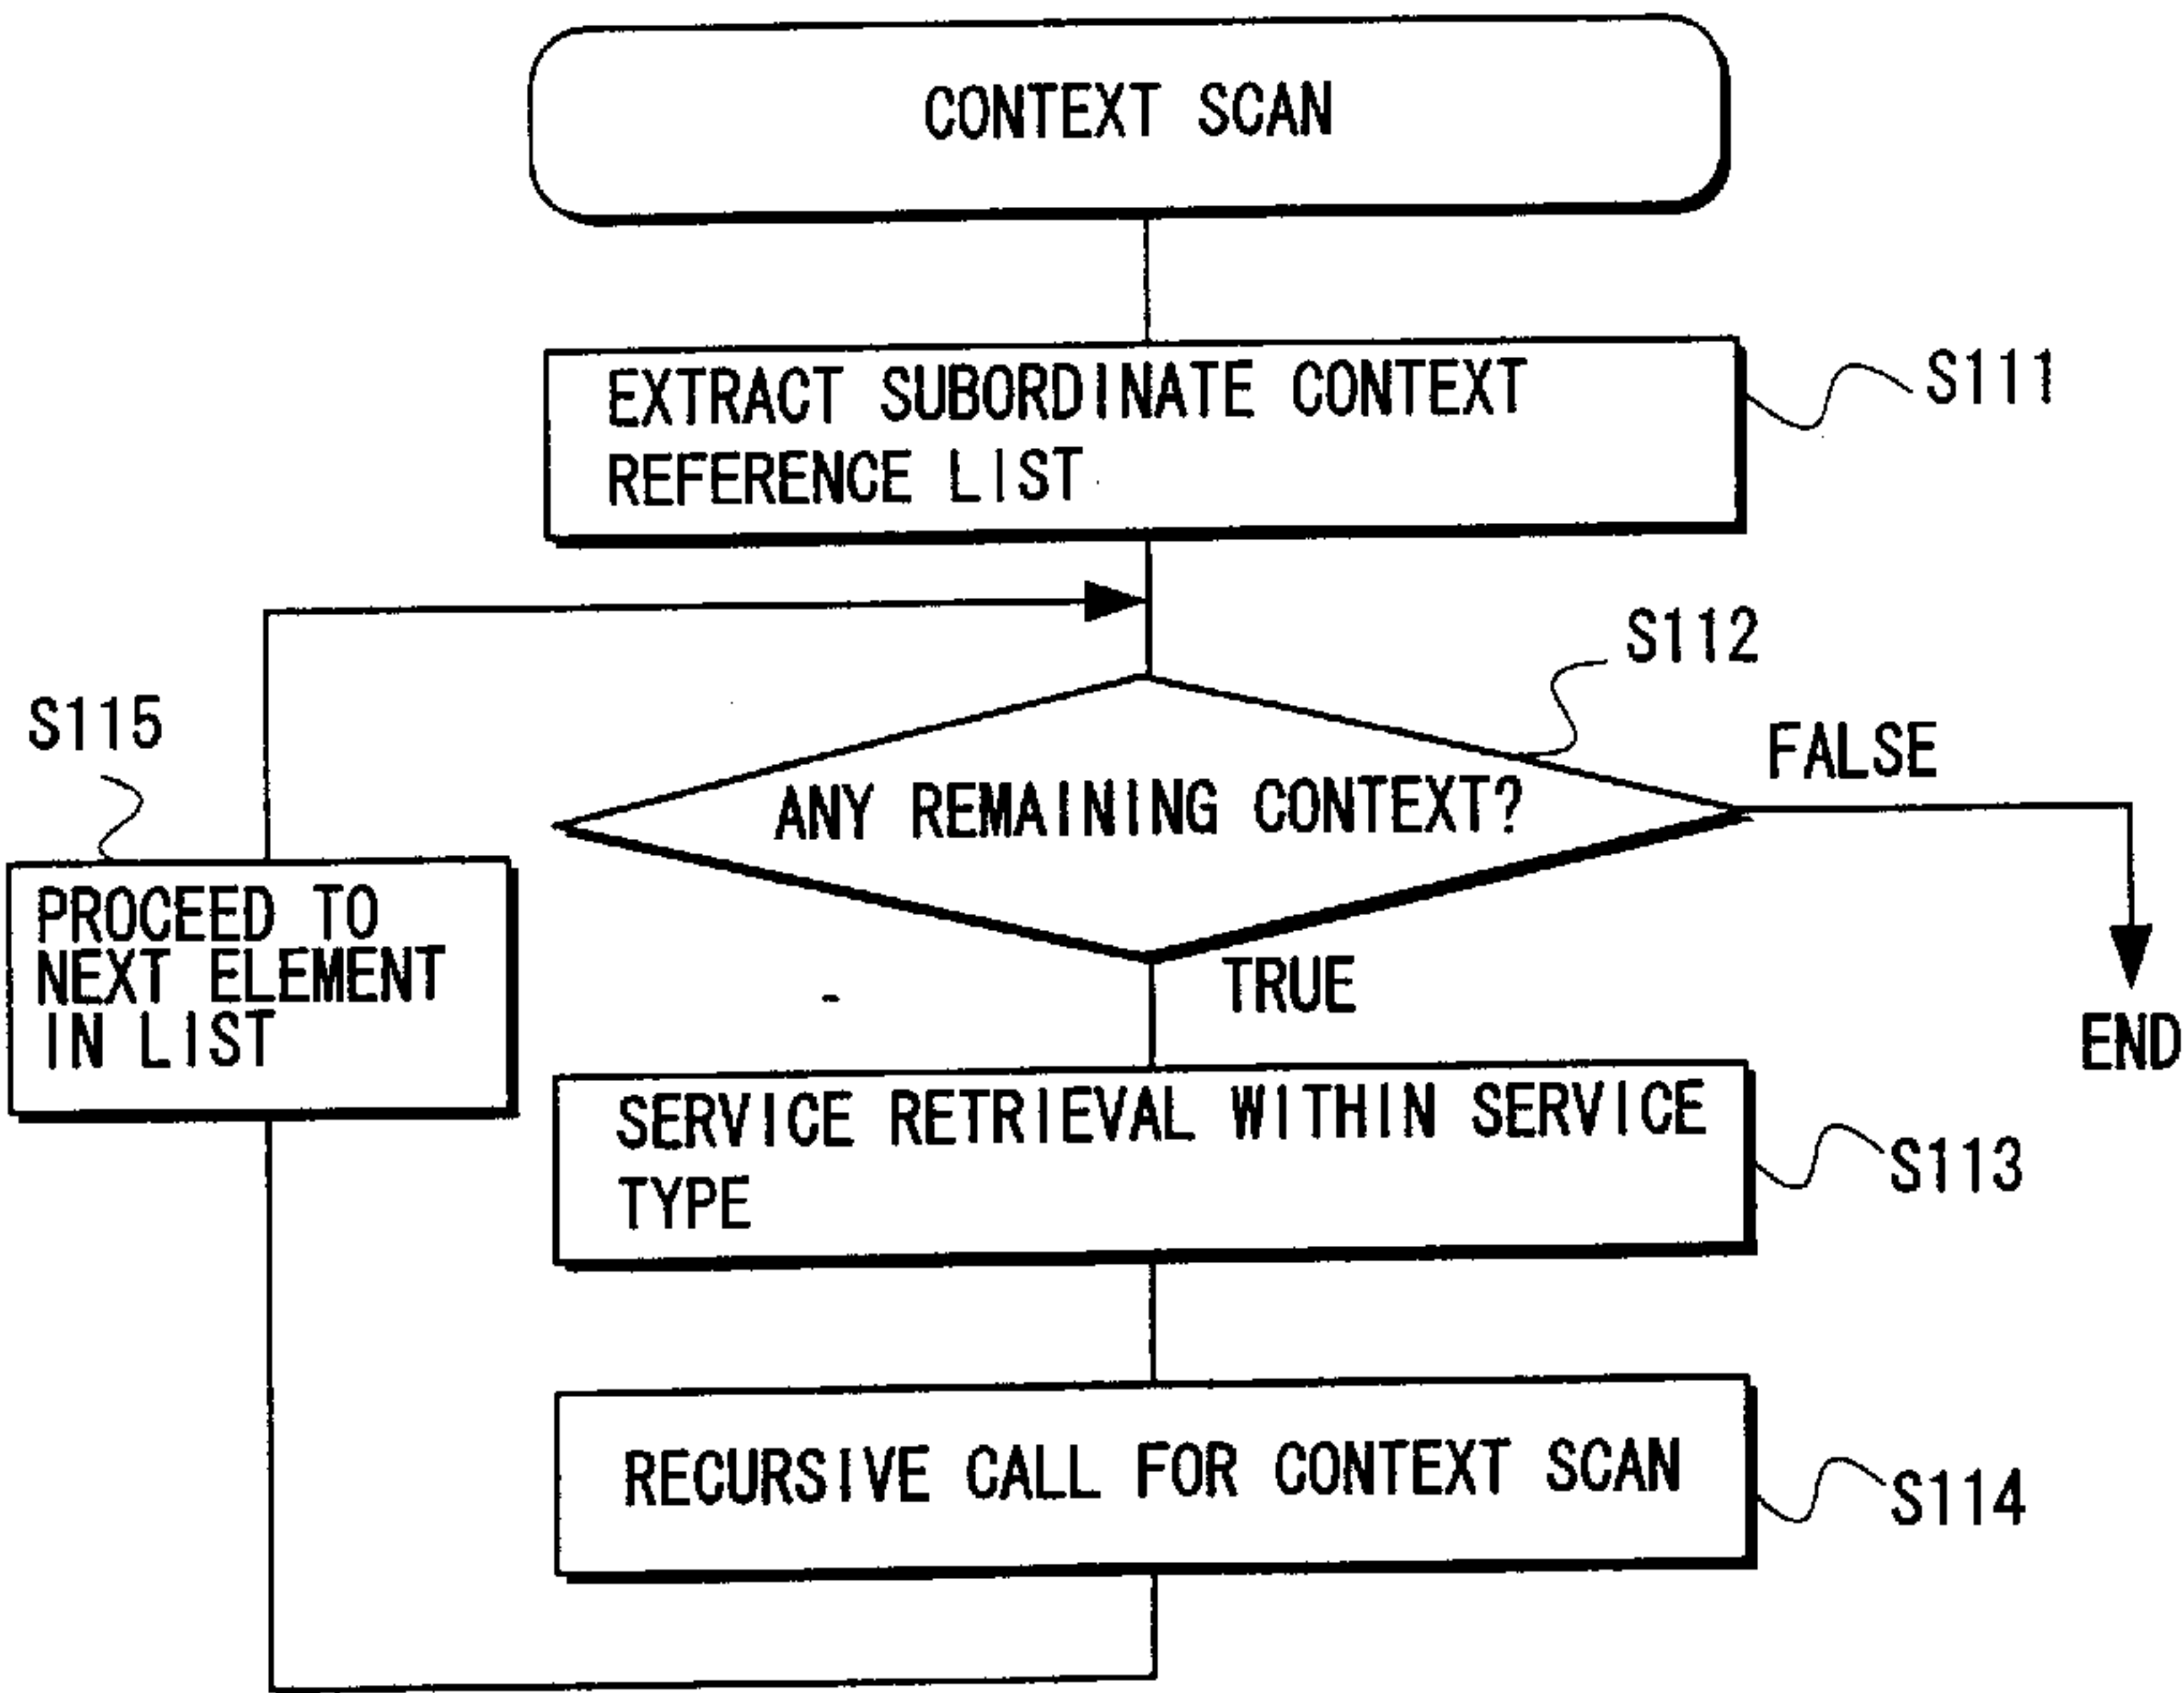 CONTEXT SCAN
EXTRACT SUBORDINATE CONTEXT
REFERENCE LIST
S111
S112
S115
FALSE
ANY REMAINING CONTEXT?
PROCEED TO
NEXT ELEMENT
IN LIST
TRUE
END
SERVICE RETRIEVAL WITHIN SERVICE
TYPE
S113
RECURSIVE CALL FOR CONTEXT SCAN
S114